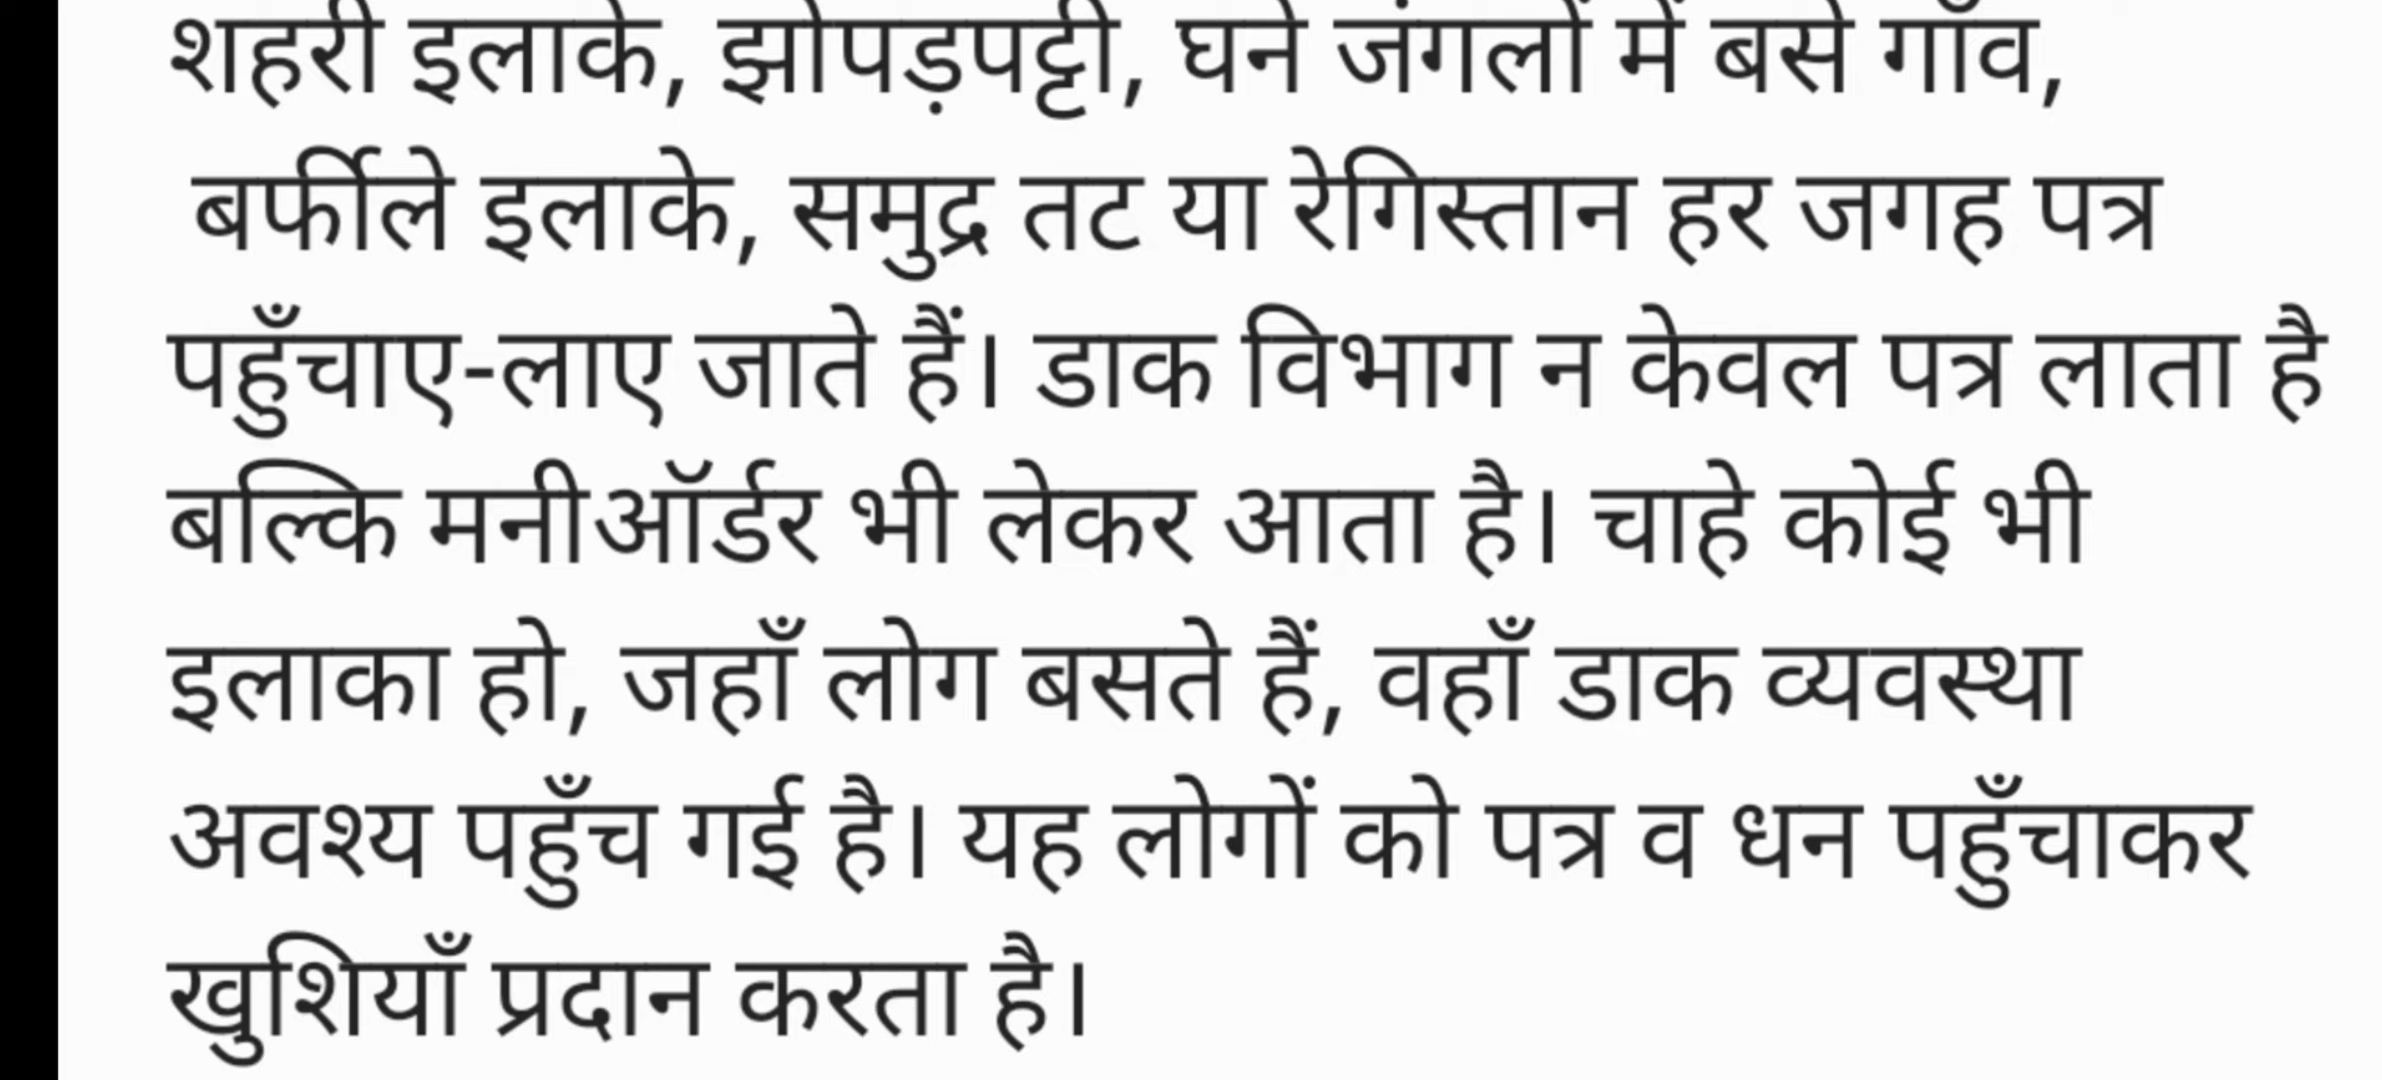 शहरी इलाके, झोपड़पट्टी, घने जंगलों में बसे गाँव,
बर्फीले इलाके, समुद्र तट या रेगिस्तान हर जगह पत्र
पहुँचाए-लाए जाते हैं। डाक विभाग न केवल पत्र लाता है
बल्कि मनीऑर्डर भी लेकर आता है। चाहे कोई भी
इलाका हो, जहाँ लोग बसते हैं, वहाँ डाक व्यवस्था
अवश्य पहुँच गई है। यह लोगों को पत्र व धन पहुँचाकर
खुशियाँ प्रदान करता है।